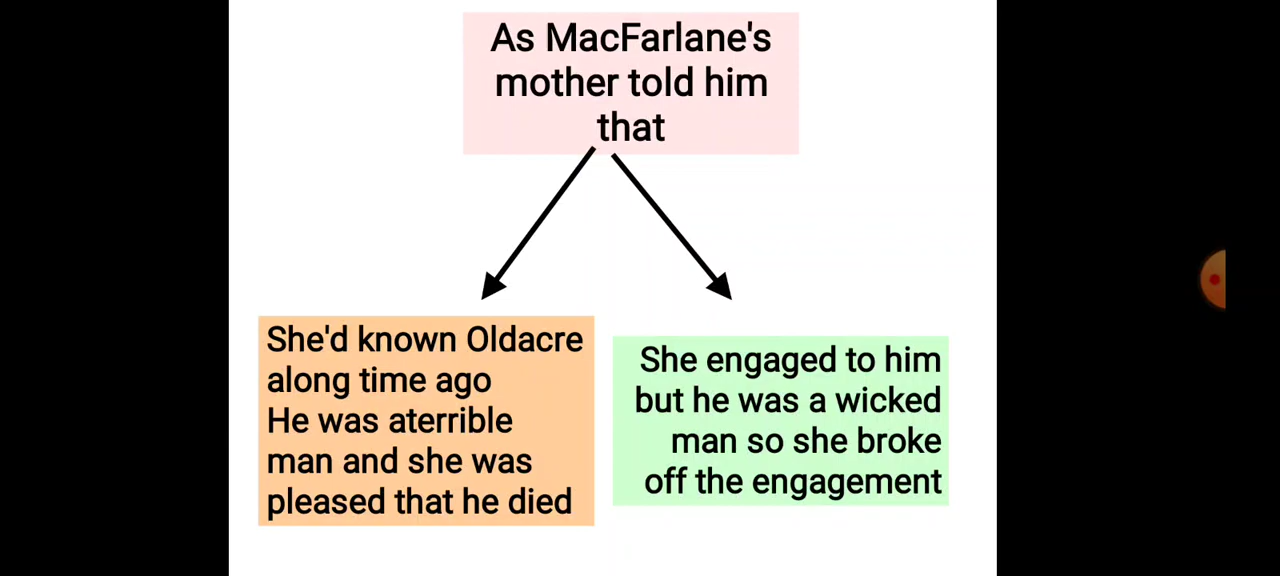 As MacFarlane's
mother told him
that
She'd known Oldacre
along time ago
He was aterrible
man and she was
pleased that he died
She engaged to him
but he was a wicked
man so she broke
off the engagement